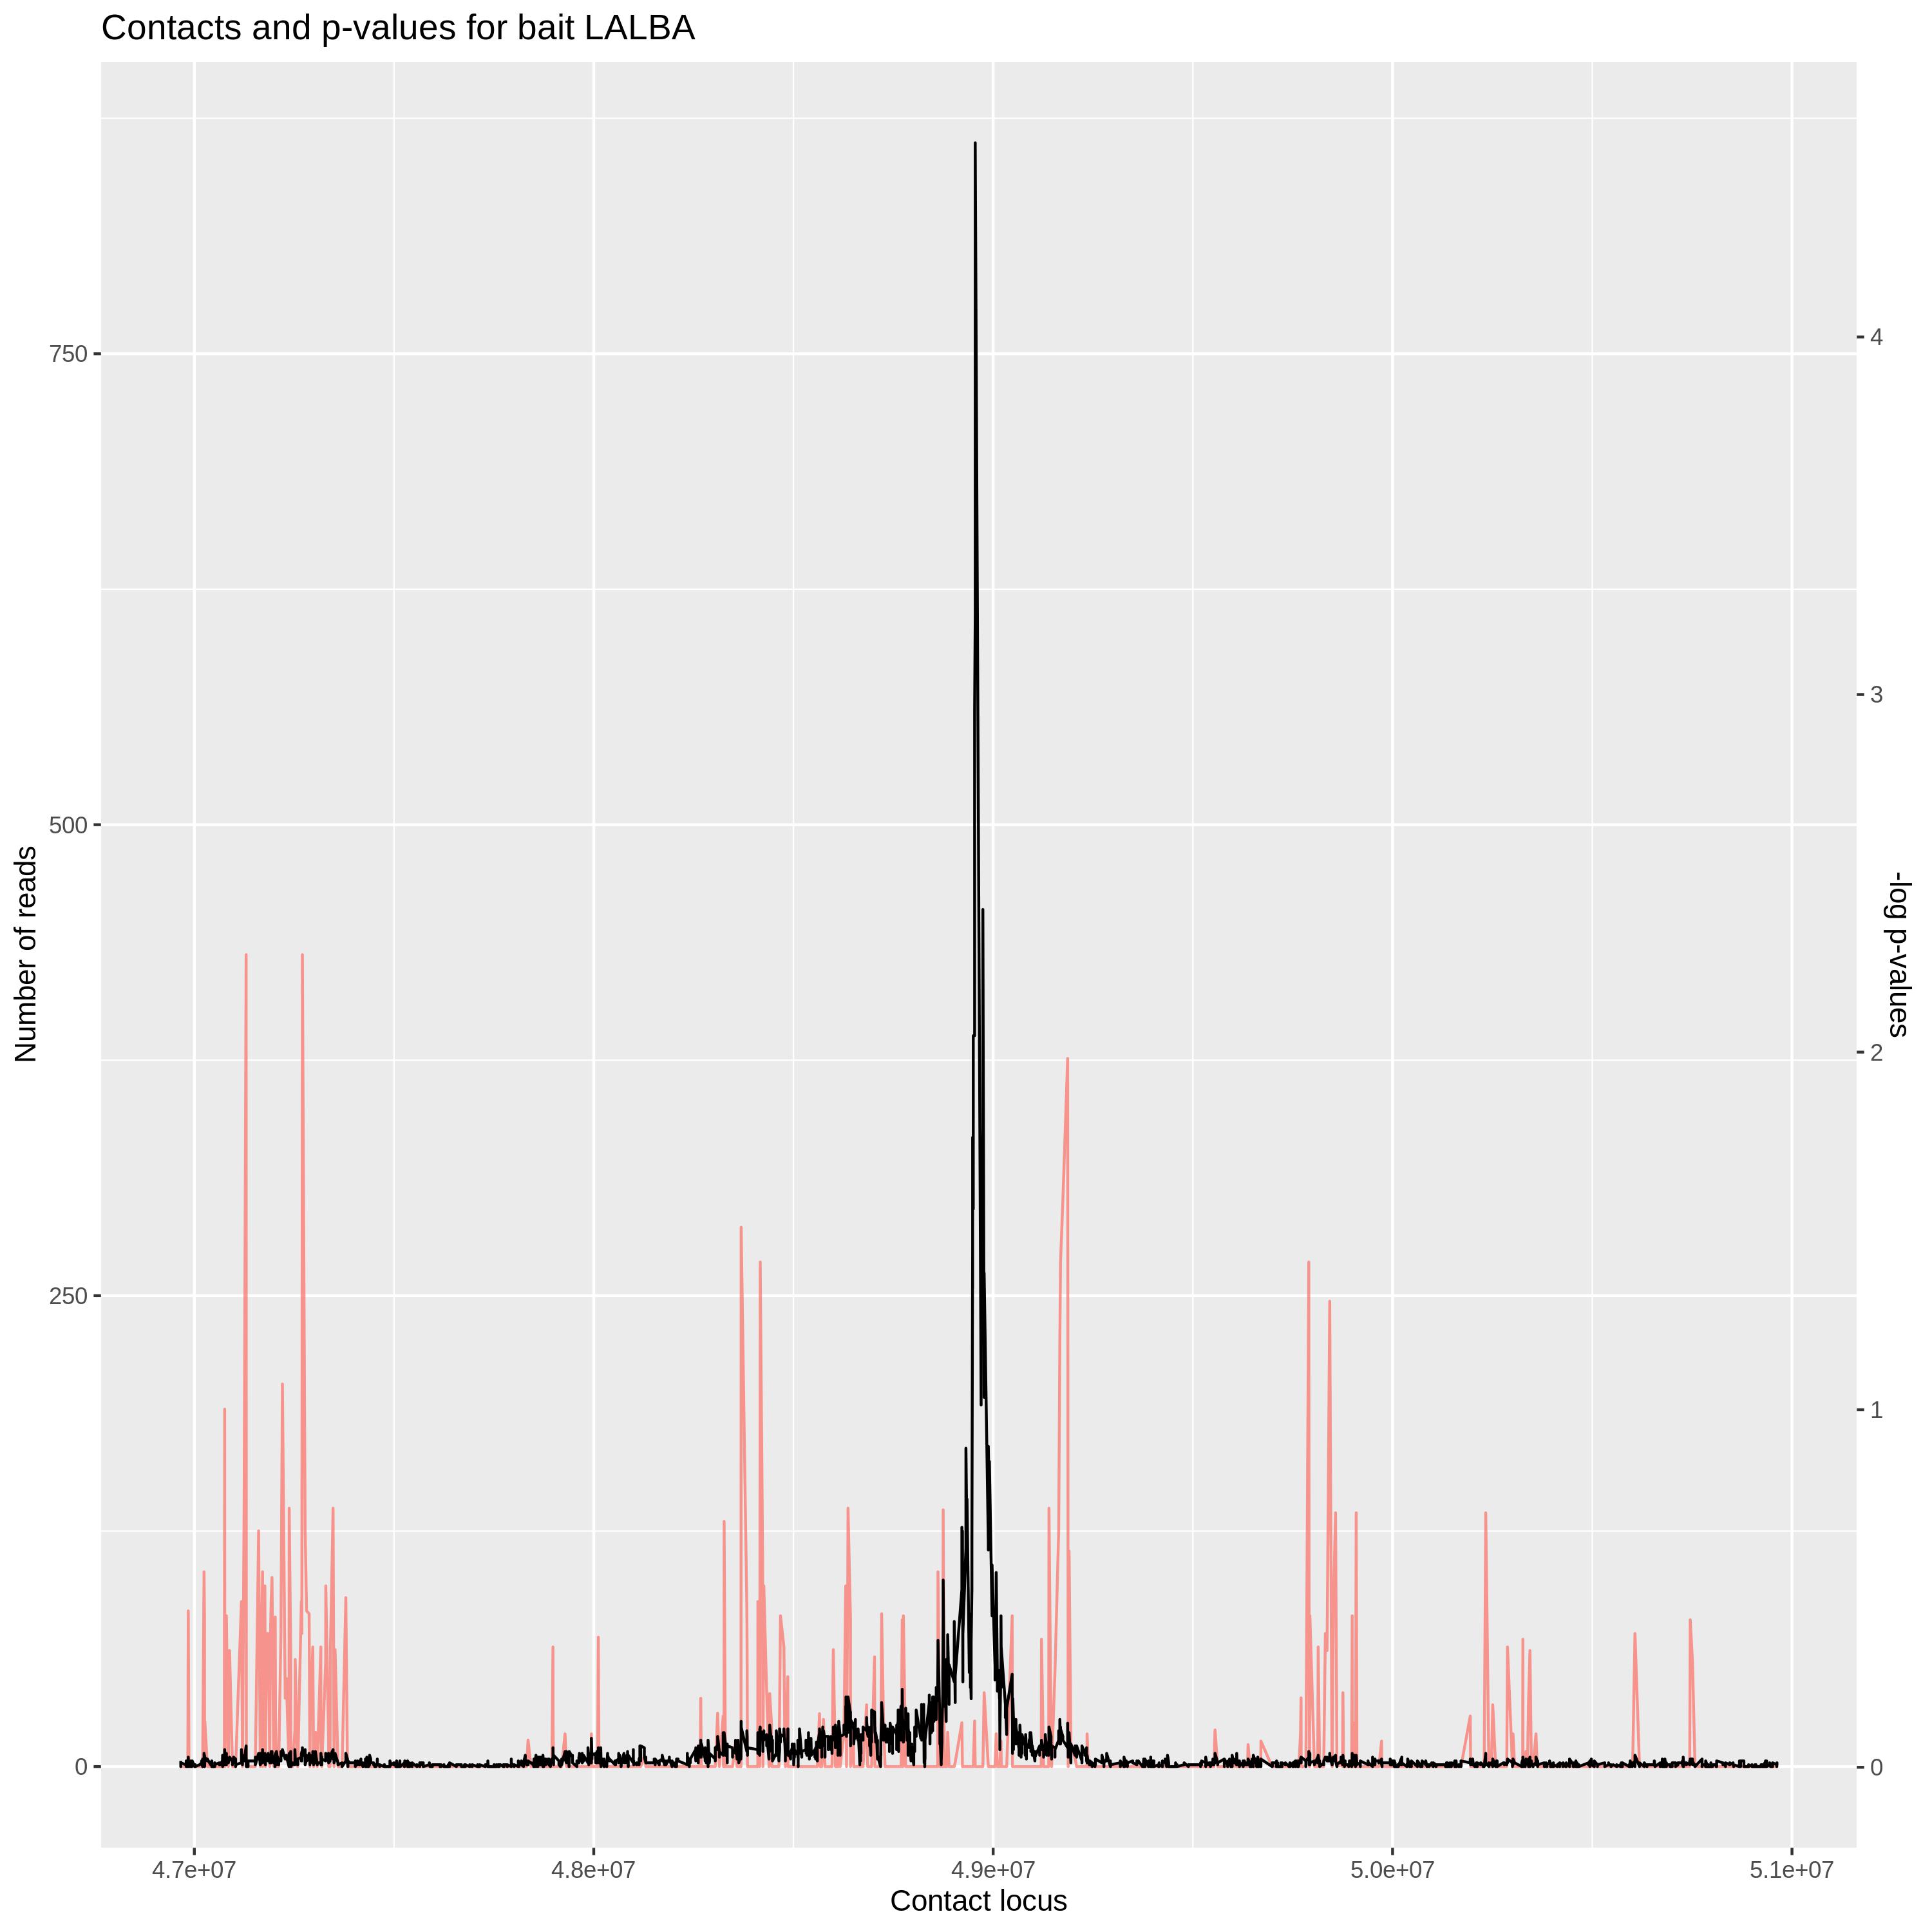 Contacts and p-values for bait LALBA
750
500
250
0
Number of reads
4
3
2
1
0
-log p-values
4.7e+07
4.8e+07
4.9e+07
5.0e+07
5.1e+07
Contact locus